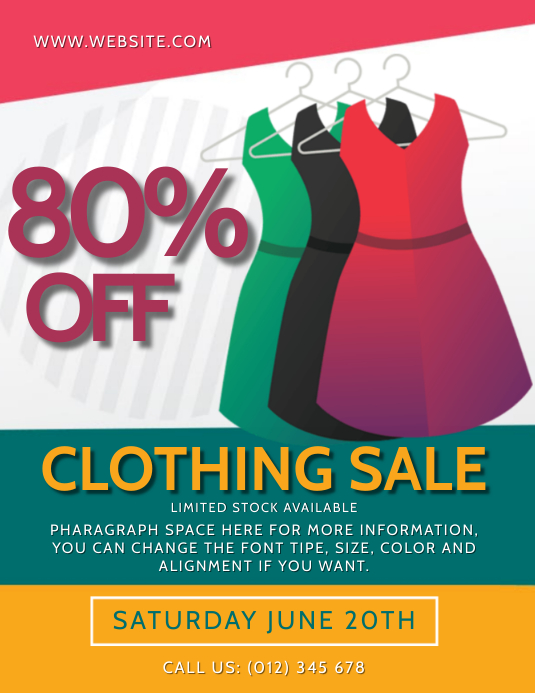 WWW.WEBSITE.COM
80%
OFF
CLOTHING SALE
LIMITED STOCK AVAILABLE
PHARAGRAPH SPACE HERE FOR MORE INFORMATION,
YOU CAN CHANGE THE FONT TIPE, SIZE, COLOR AND
ALIGNMENT IF YOU WANT.
SATURDAY JUNE 20TH
CALL US: (012) 345 678